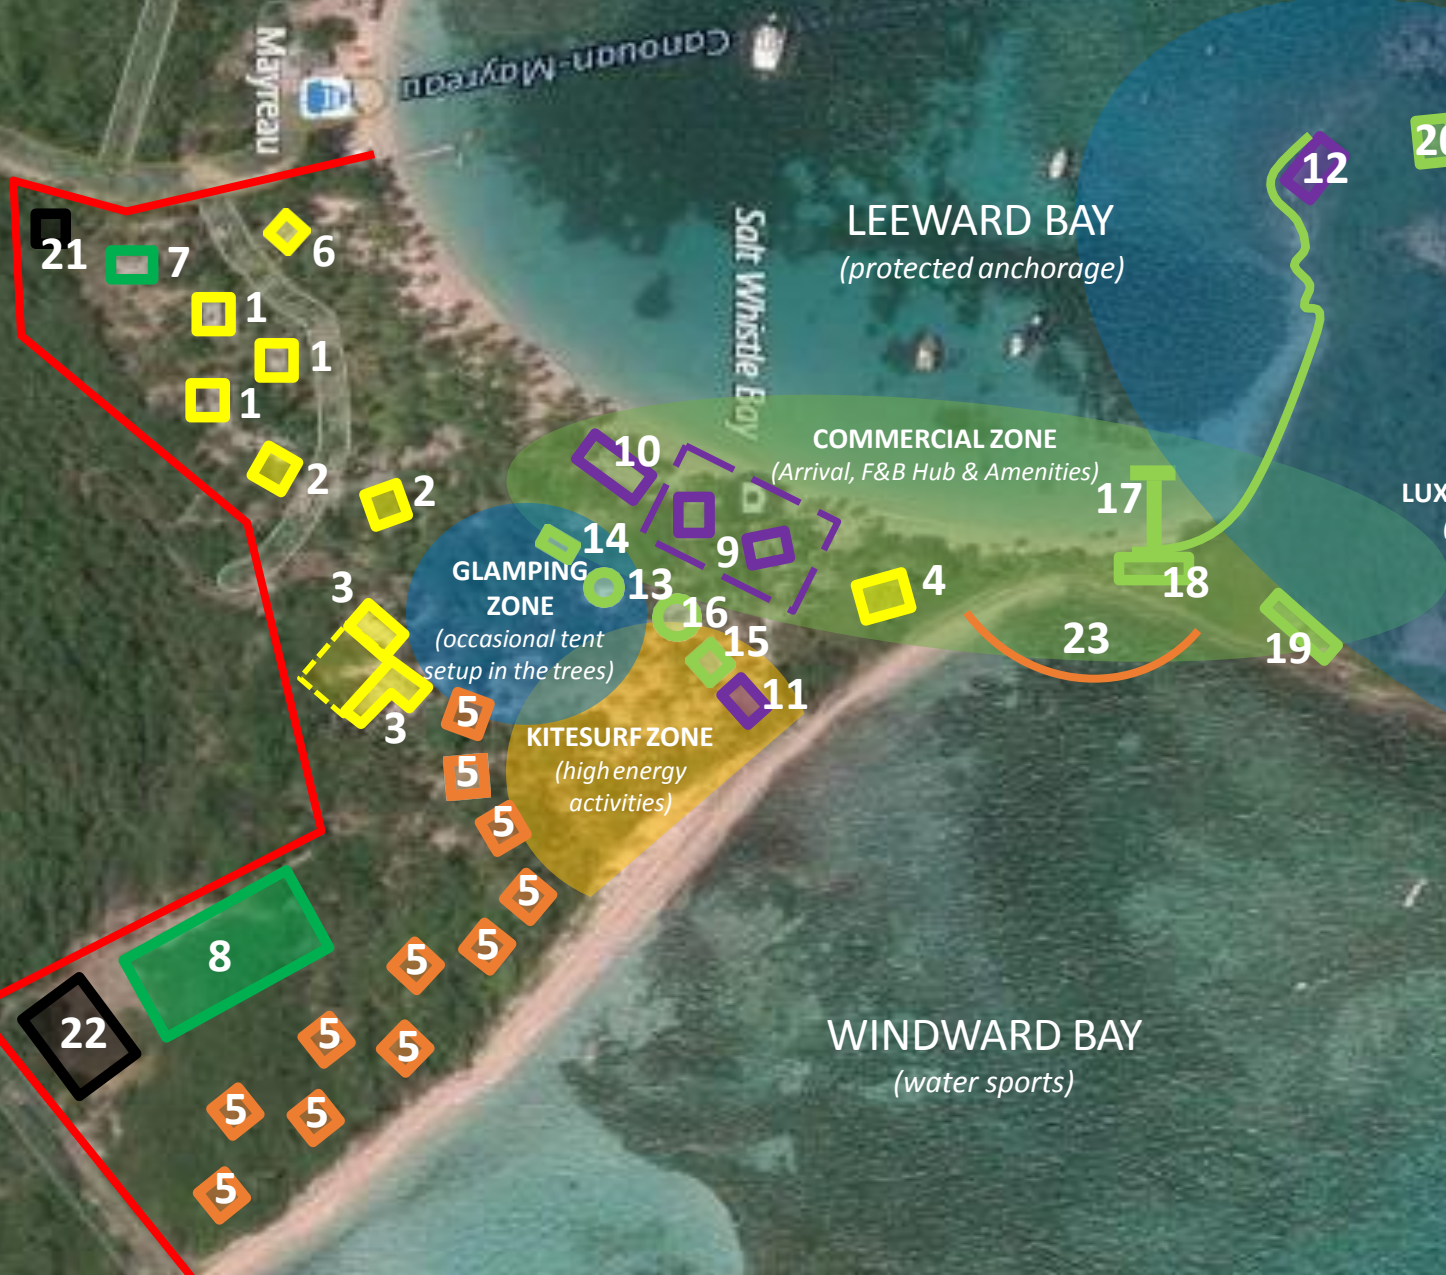 Mayreau
Canouan-Mayreau
Salt Whistle Bay
LEEWARD BAY
(protected anchorage)
12
20
21
7
6
1
1
1
2
2
10
COMMERCIAL ZONE
(Arrival, F&B Hub & Amenities)
17
LUX
14
9
GLAMPING
ZONE
(occasional tent
setup in the trees)
13
16
15
4
18
19
23
3
3
11
5
KITESURF ZONE
(high energy
activities)
5
5
5
5
5
8
22
5
5
5
5
5
WINDWARD BAY
(water sports)